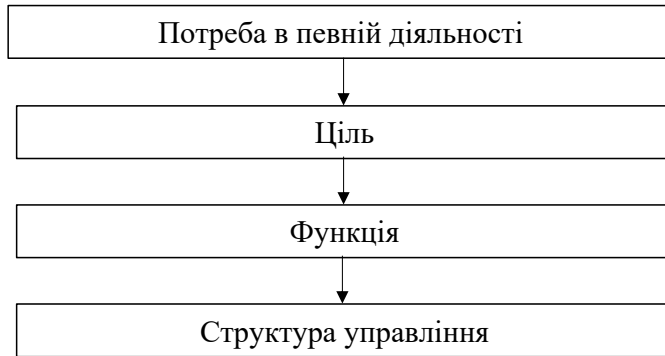 Потреба в певній діяльності
Ціль
Функція
Структура управління